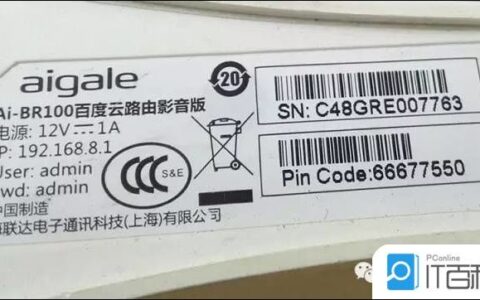 aigale
20
Ai-BR100百度云路由影音版
电源: 12V 1A
P: 192.168.8.1
User: admin
wd: admin
中国制造
海联达电子通讯科技(上海)有限公司
S&E
SN: C48GRE007763
Pin Code:66677550
PConline
IT百科